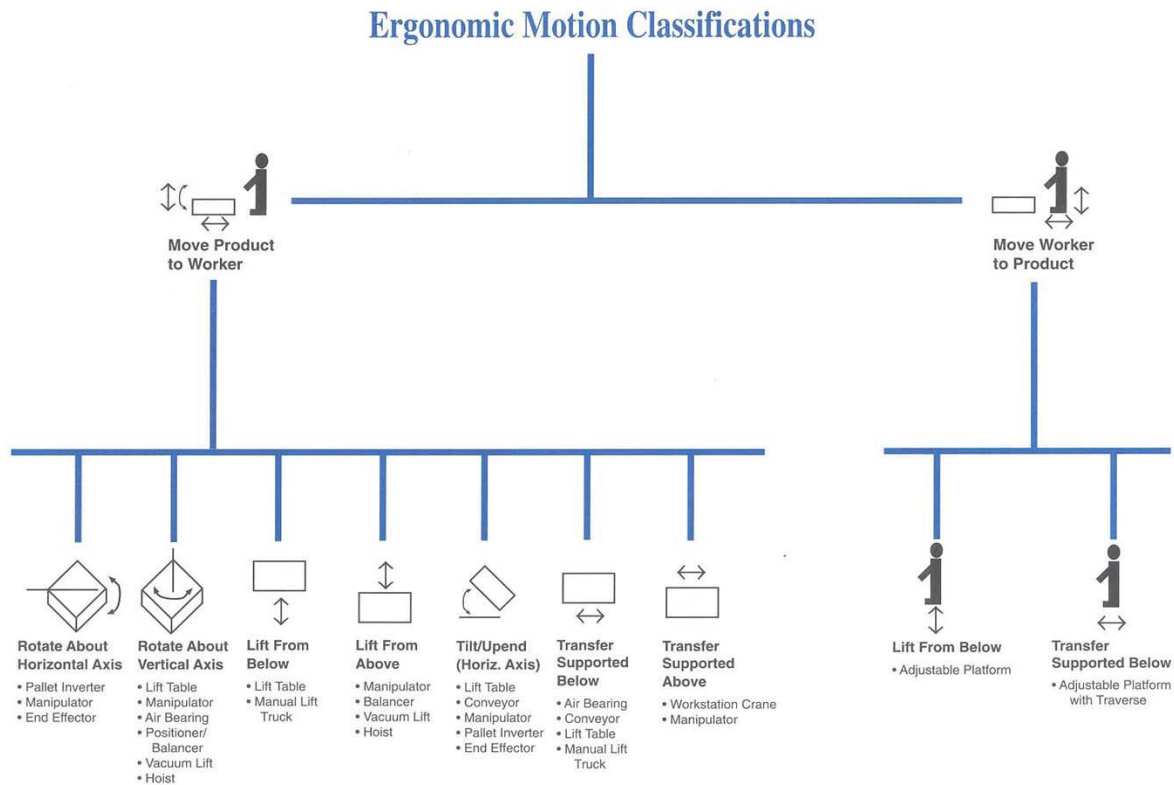 Ergonomic Motion Classifications
Move Product
to Worker
Move Worker
to Product
Rotate About
Horizontal Axis
• Pallet Inverter
• Manipulator
• End Effector
Rotate About
Vertical Axis
• Lift Table
• Manipulator
• Air Bearing
• Positioner/
Balancer
• Vacuum Lift
• Hoist
Lift From
Below
• Lift Table
• Manual Lift
Truck
Lift From
Above
• Manipulator
• Balancer
• Vacuum Lift
• Hoist
Tilt/Upend
(Horiz. Axis)
• Lift Table
• Conveyor
• Manipulator
• Pallet Inverter
• End Effector
Transfer
Supported
Below
• Air Bearing
• Conveyor
• Lift Table
• Manual Lift
Truck
Transfer
Supported
Above
• Workstation Crane
• Manipulator
Lift From Below
• Adjustable Platform
Transfer
Supported Below
• Adjustable Platform
with Traverse